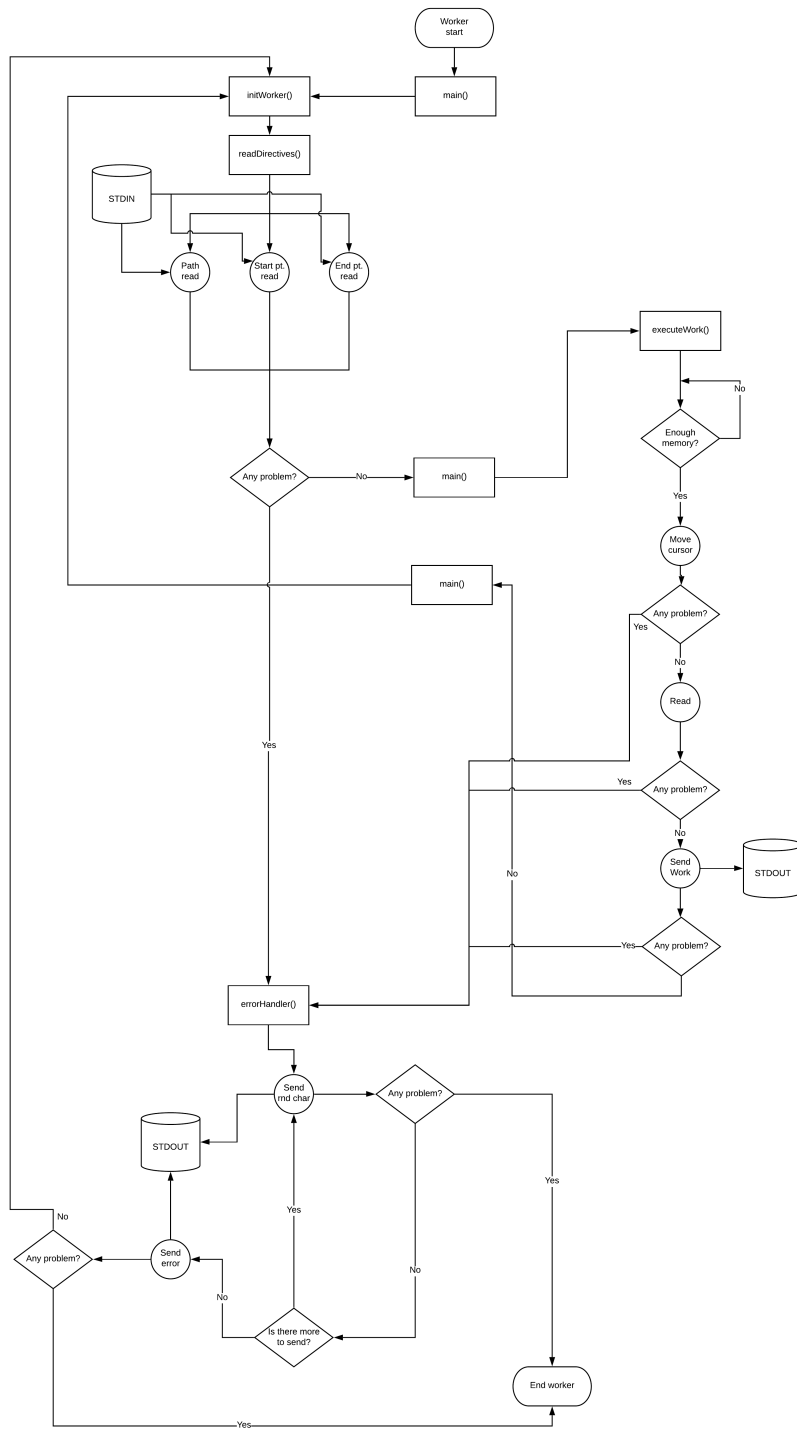 Worker
start
initWorker()
main()
readDirectives()
STDIN
Path
read
Start pt.
read
End pt.
read
executeWork()
No
Enough
memory?
Any problem?
No
main()
Yes
Move
cursor
main()
Any problem?
Yes
No
Read
Yes
Yes
Any problem?
No
No
Send
Work
STDOUT
Yes
Any problem?
errorHandler()
Send
rnd char
Any problem?
STDOUT
Yes
Yes
No
Any problem?
Send
error
No
No
Is there more
to send?
End worker
Yes